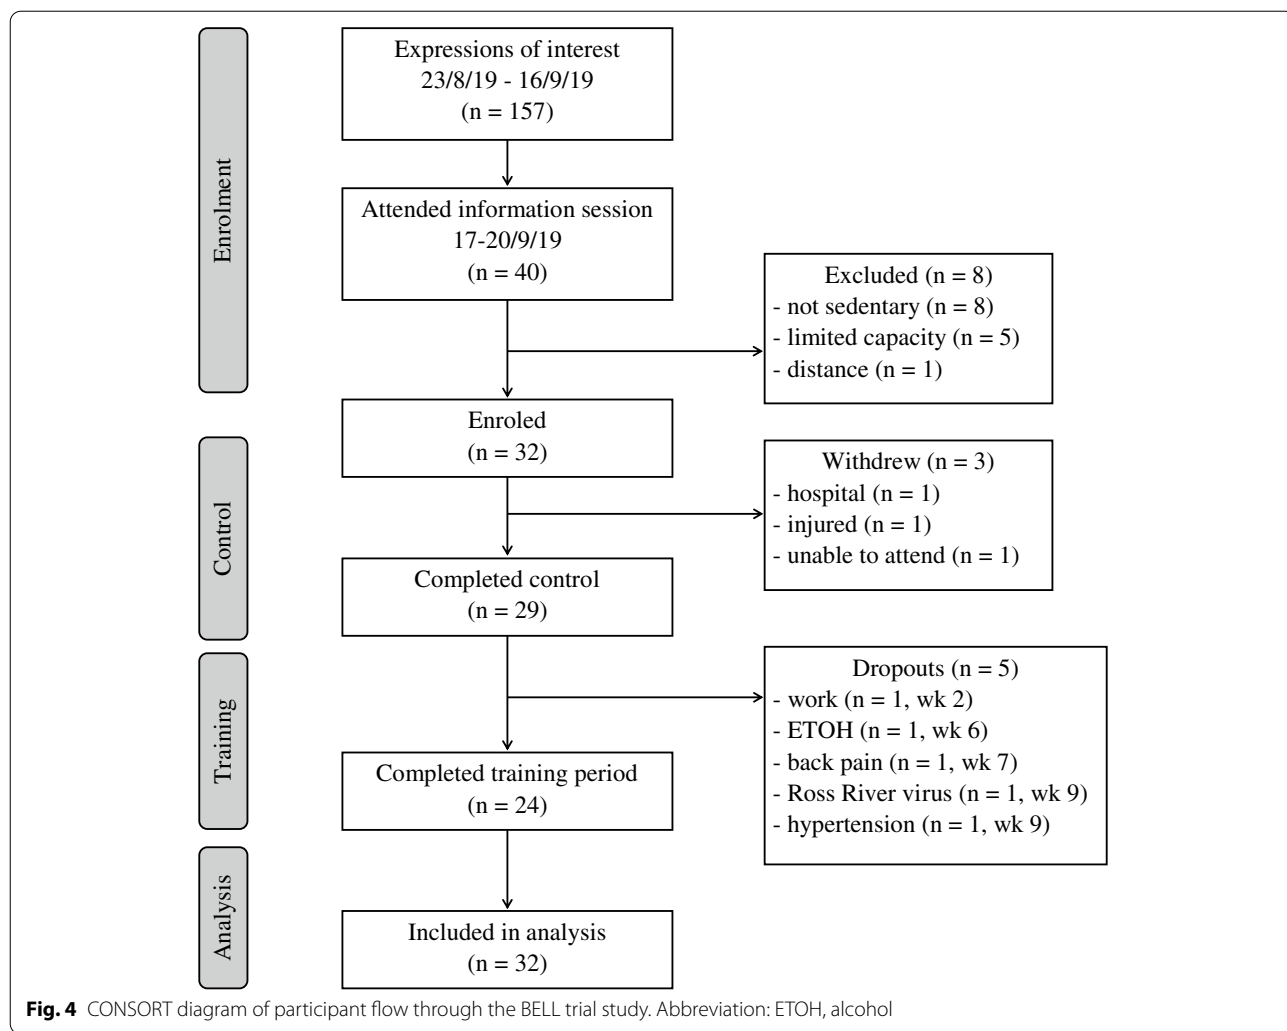 Enrolment
Expressions of interest
23/8/19 - 16/9/19
(n = 157)
Attended information session
17-20/9/19
(n = 40)
Excluded (n = 8)
- not sedentary (n = 8)
- limited capacity (n = 5)
- distance (n = 1)
Enroled
(n = 32)
Control
Withdrew (n = 3)
- hospital (n = 1)
- injured (n = 1)
- unable to attend (n = 1)
Completed control
(n = 29)
Training
Dropouts (n = 5)
- work (n = 1, wk 2)
- ETOH (n = 1, wk 6)
- back pain (n = 1, wk 7)
- Ross River virus (n = 1, wk 9)
- hypertension (n = 1, wk 9)
Completed training period
(n = 24)
Analysis
Included in analysis
(n = 32)
Fig. 4 CONSORT diagram of participant flow through the BELL trial study. Abbreviation: ETOH, alcohol